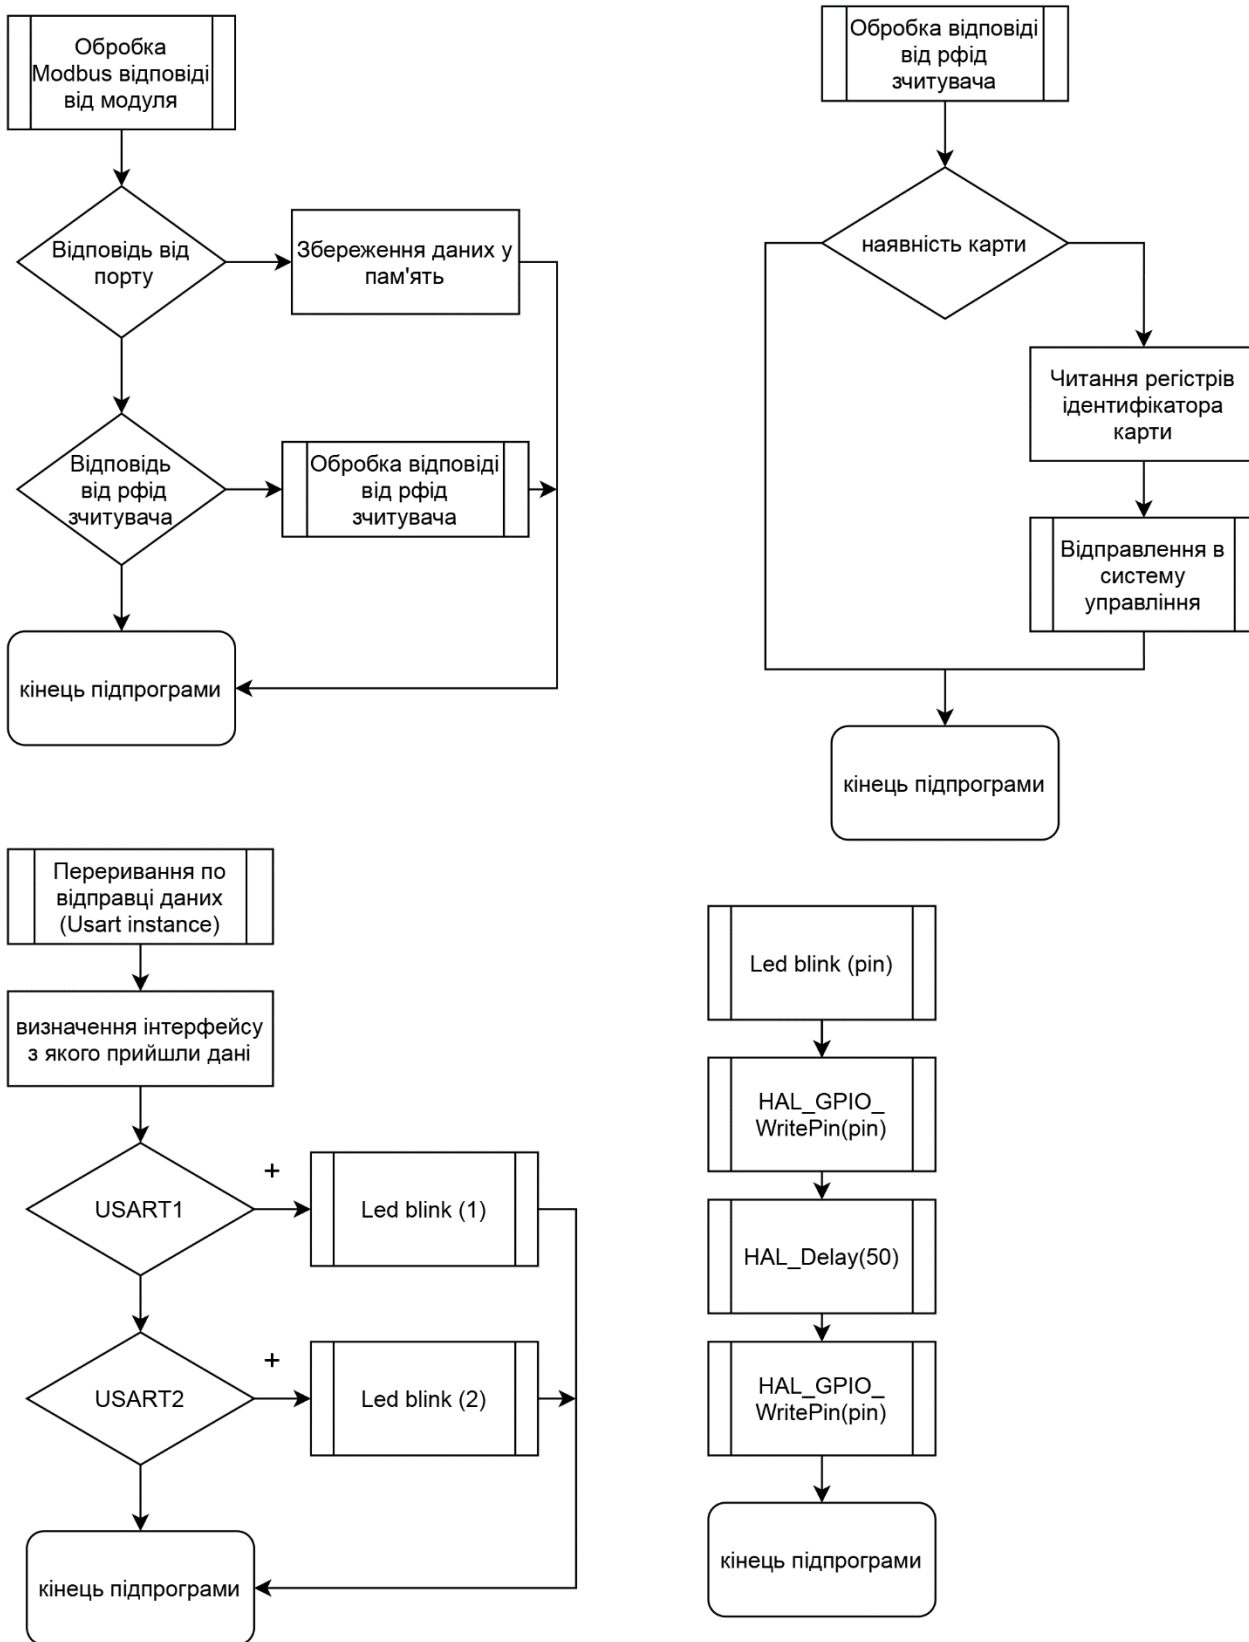 Обробка
Modbus відповіді
від модуля
Відповідь від
порту
Збереження даних у
пам'ять
Відповідь
від рфід
зчитувача
Обробка відповіді
від рфід
зчитувача
кінець підпрограми
Обробка відповіді
від рфід
зчитувача
наявність карти
Читання регістрів
ідентифікатора
карти
Відправлення в
систему
управління
кінець підпрограми
Переривання по
відправці даних
(Usart instance)
визначення інтерфейсу
з якого прийшли дані
USART1
+
Led blink (1)
USART2
+
Led blink (2)
кінець підпрограми
Led blink (pin)
HAL_GPIO_
WritePin(pin)
HAL_Delay(50)
HAL_GPIO_
WritePin(pin)
кінець підпрограми